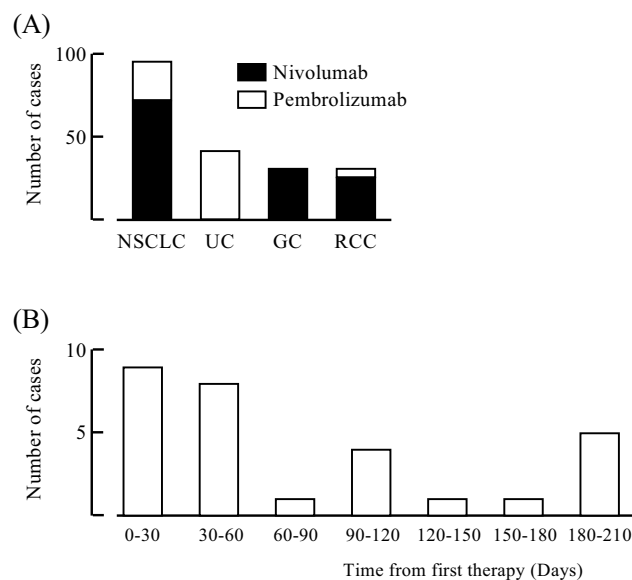 (A)
100
50
Number of cases
Nivolumab
Pembrolizumab
NSCLC UC GC RCC
(B)
10
5
Number of cases
0-30 30-60 60-90 90-120 120-150 150-180 180-210
Time from first therapy (Days)